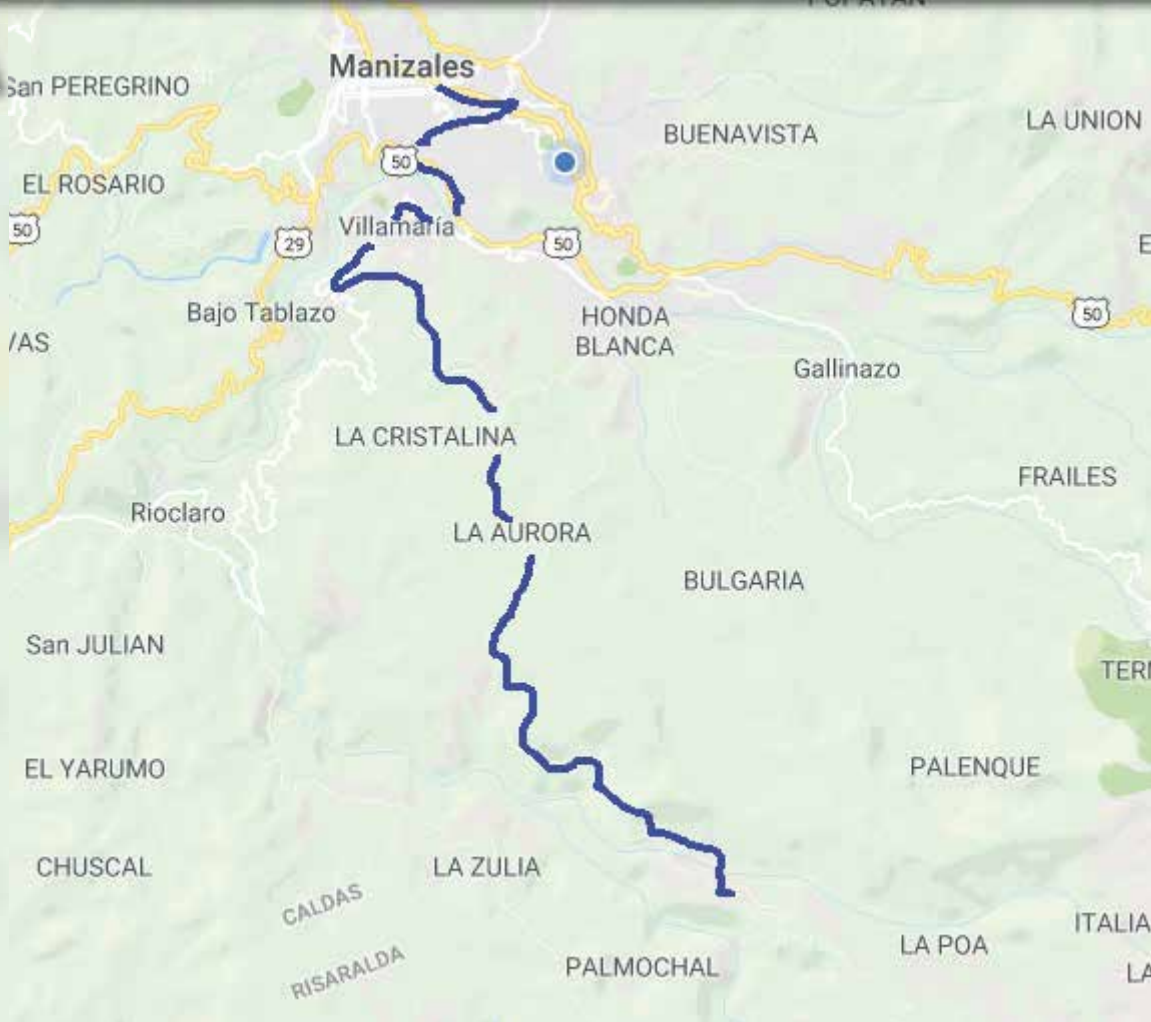 Manizales
San PEREGRINO
BUENAVISTA
LA UNION
50
EL ROSARIO
50
Villamaría
29
50
Bajo Tablazo
HONDA
BLANCA
50
Gallinazo
LA CRISTALINA
FRAILES
Rioclaro
LA AURORA
BULGARIA
San JULIAN
EL YARUMO
PALENQUE
CHUSCAL
LA ZULIA
CALDAS
RISARALDA
ITALIA
LA POA
PALMOCHAL